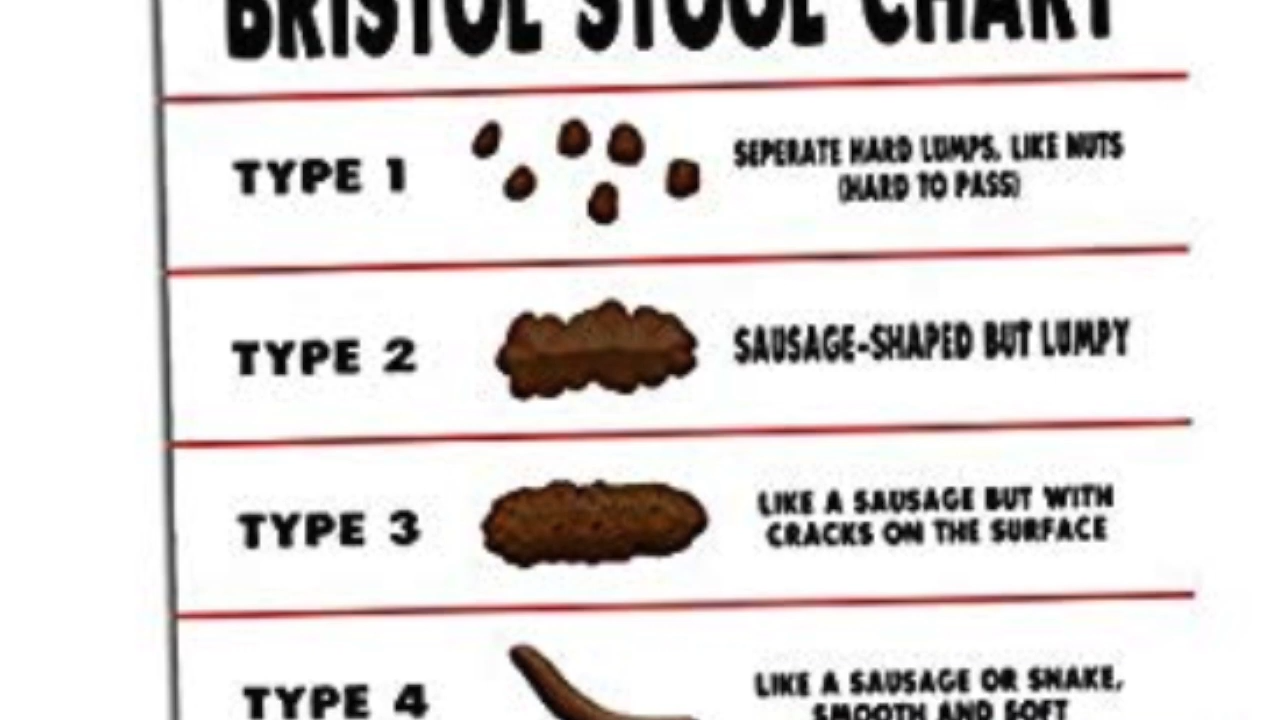 BRISTOL STOOL CHART
TYPE 1
SEPERATE HARD LUMPS, LIKE NUTS
(HARD TO PASS)
TYPE 2
SAUSAGE-SHAPED BUT LUMPY
TYPE 3
LIKE A SAUSAGE BUT WITH
CRACKS ON THE SURFACE
TYPE 4
LIKE A SAUSAGE OR SNAKE,
SMOOTH AND SOFT